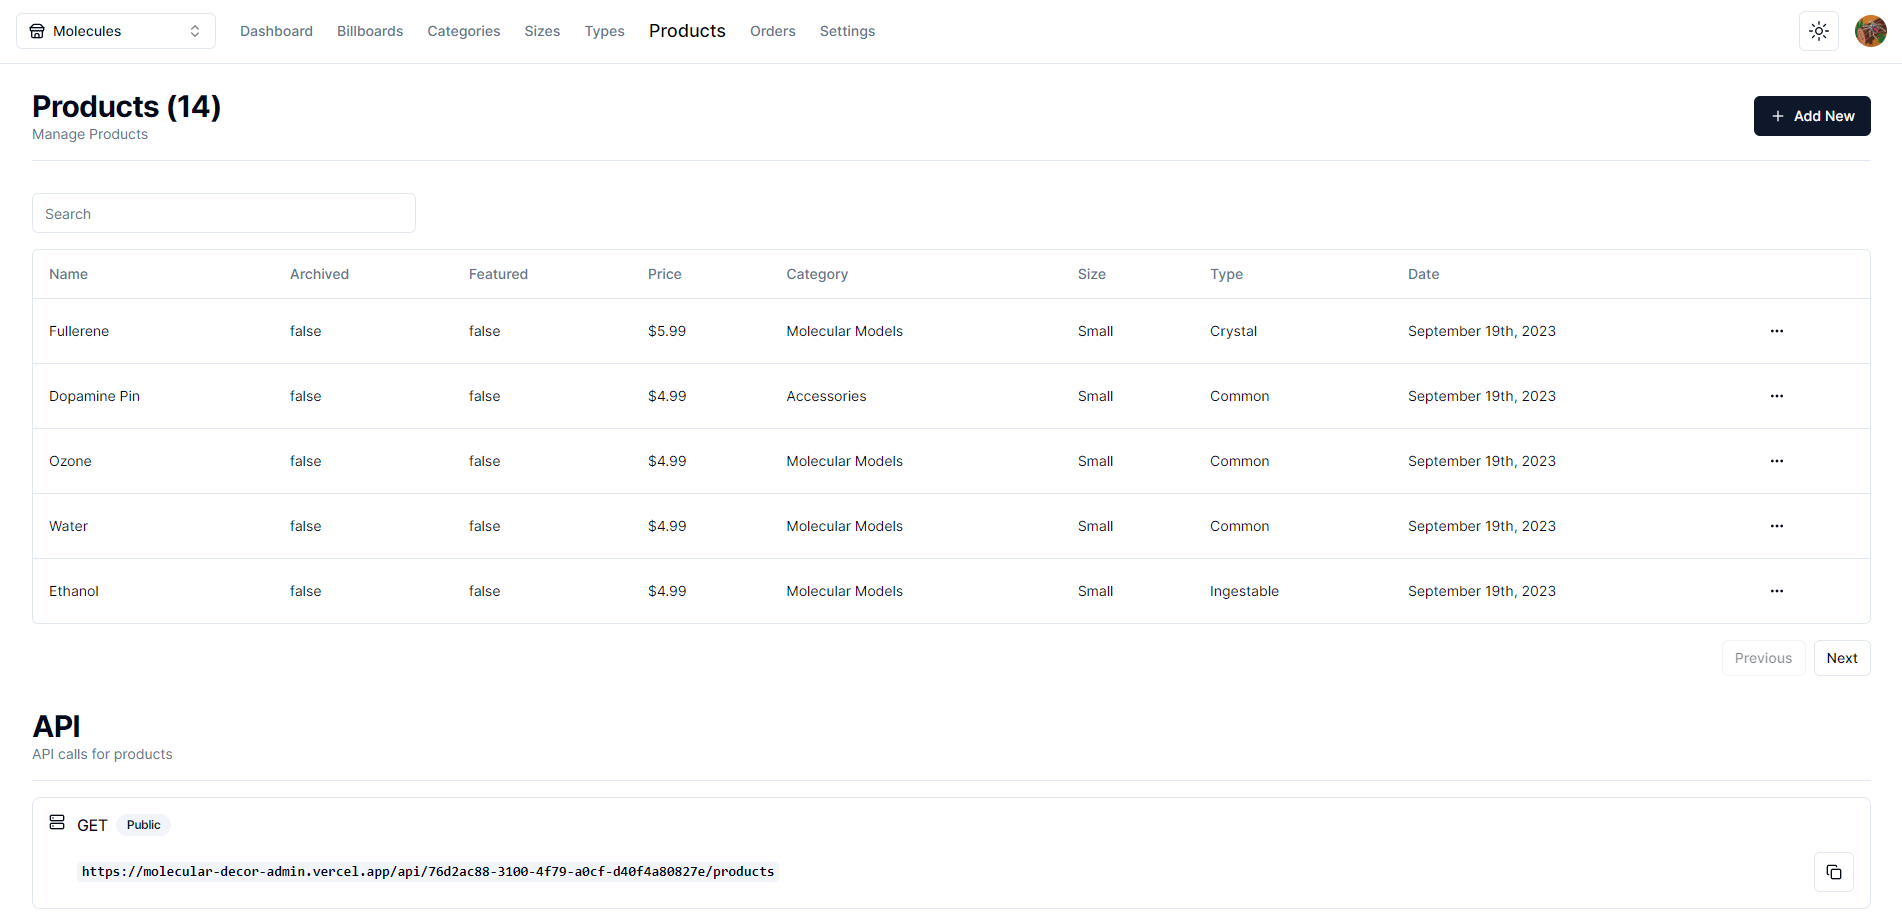 Molecules Dashboard Billboards Categories Sizes Types Products Orders Settings
Products (14)
Manage Products
+ Add New
Search
Name Archived Featured Price Category Size Type Date
Fullerene false false $5.99 Molecular Models Small Crystal September 19th, 2023 ...
Dopamine Pin false false $4.99 Accessories Small Common September 19th, 2023 ...
Ozone false false $4.99 Molecular Models Small Common September 19th, 2023 ...
Water false false $4.99 Molecular Models Small Common September 19th, 2023 ...
Ethanol false false $4.99 Molecular Models Small Ingestable September 19th, 2023 ...
Previous Next
API
API calls for products
GET Public
https://molecular-decor-admin.vercel.app/api/76d2ac88-3100-4f79-a0cf-d40f4a80827e/products